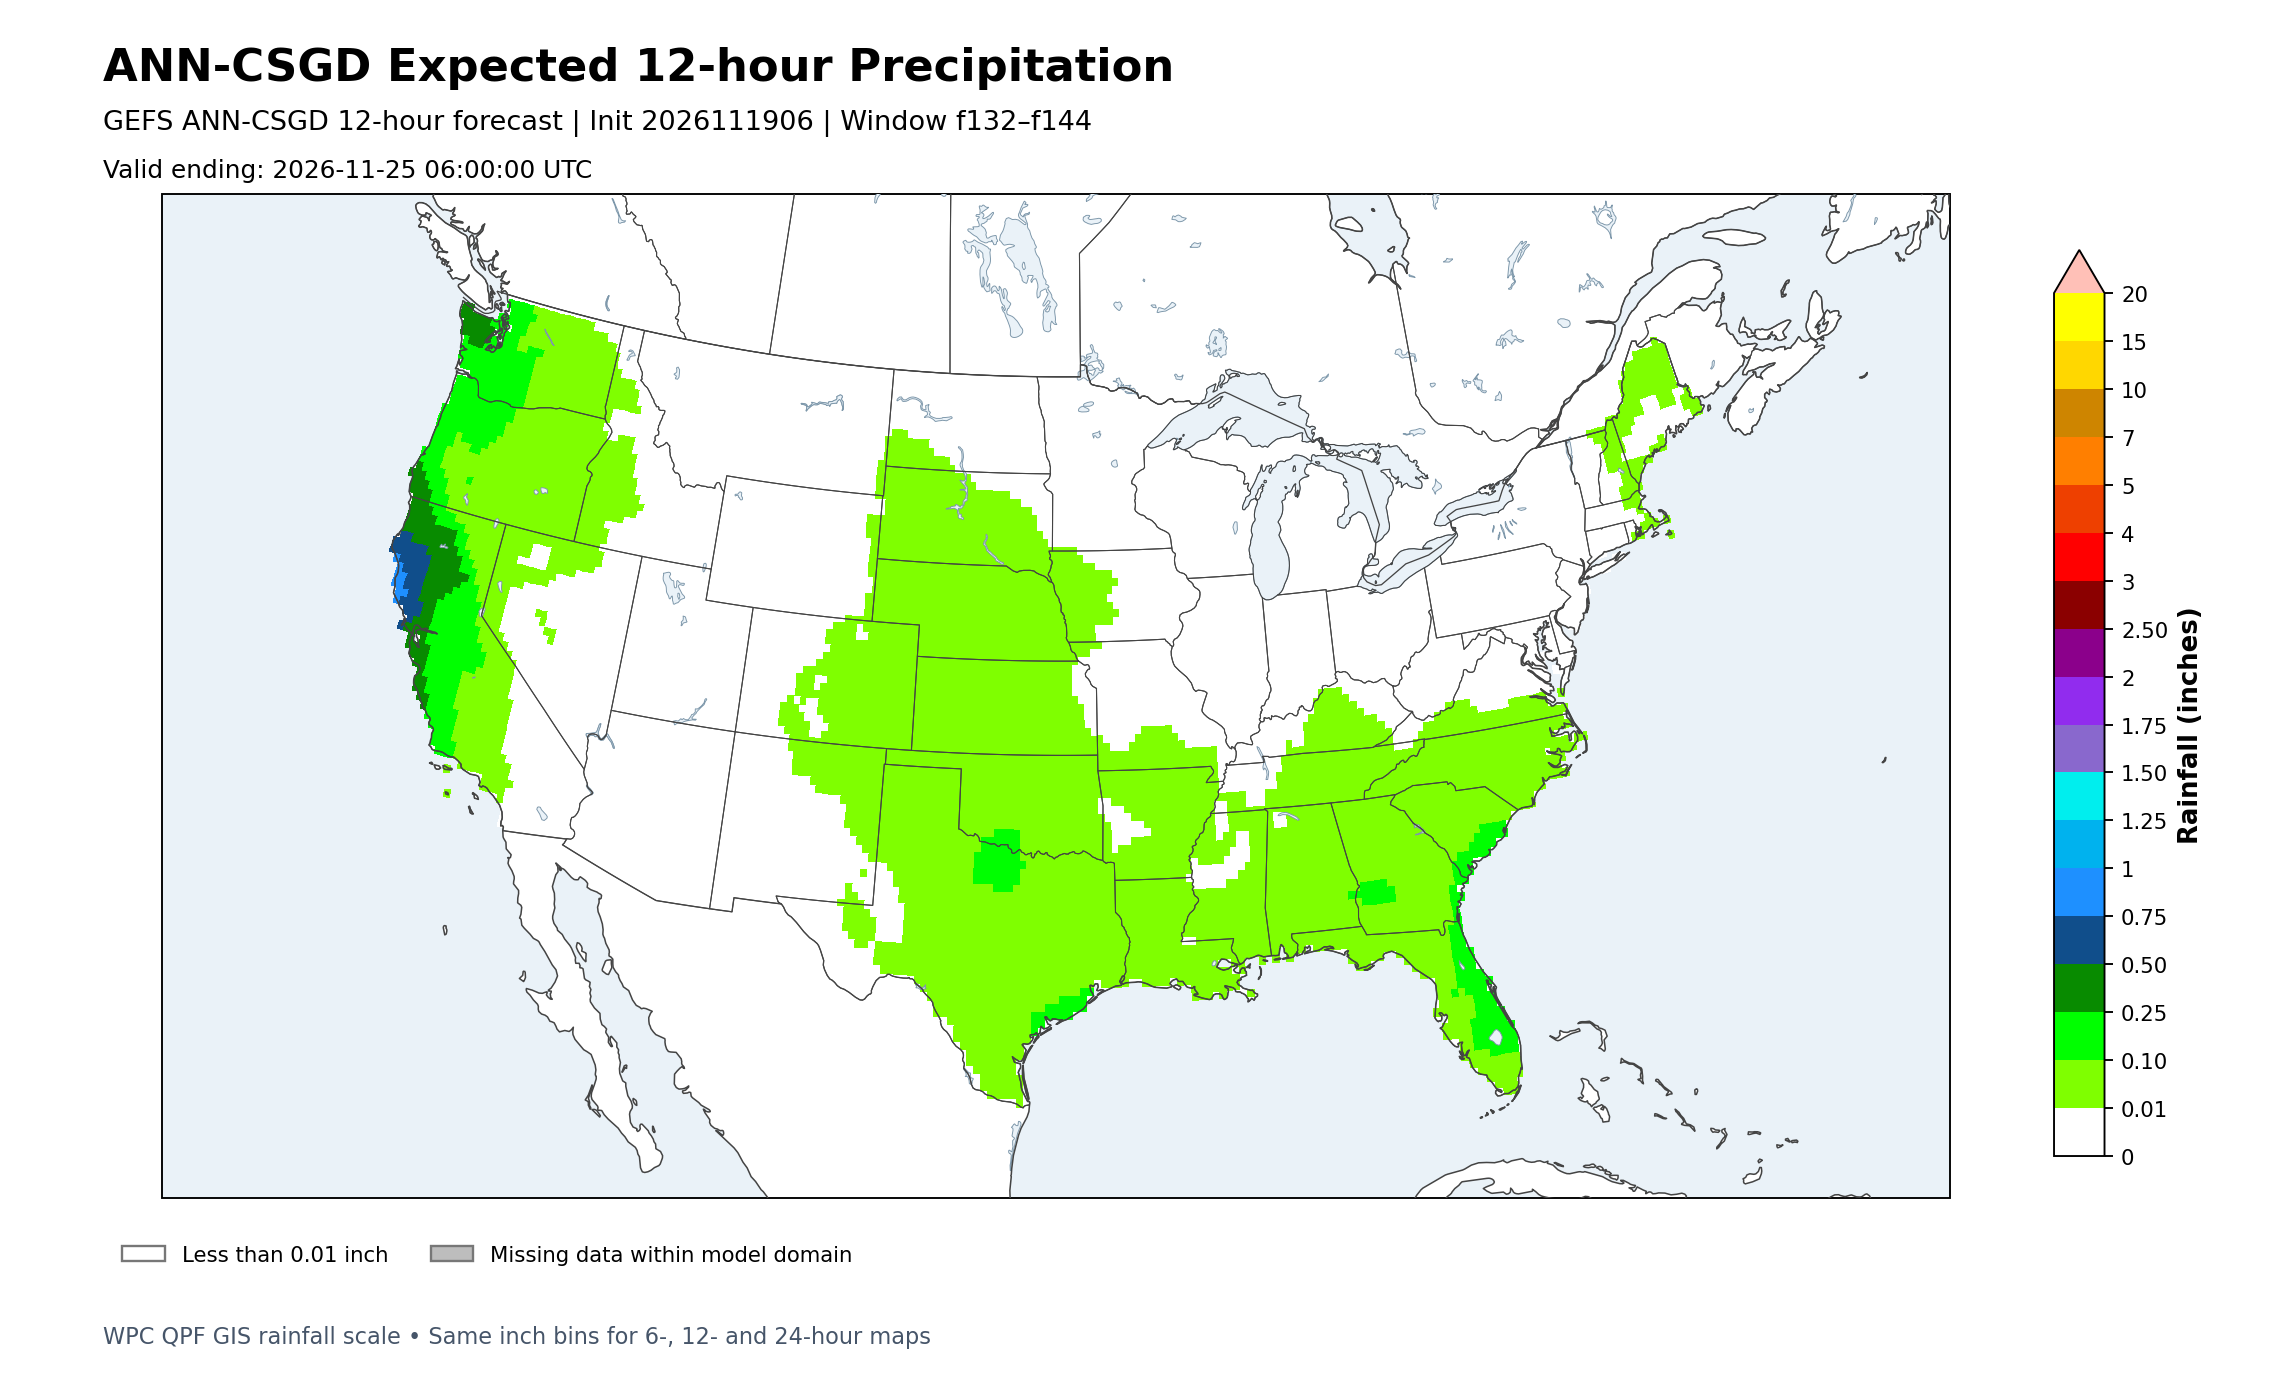 ANN-CSGD Expected 12-hour Precipitation
GEFS ANN-CSGD 12-hour forecast | Init 2026111906 | Window f132–f144
Valid ending: 2026-11-25 06:00:00 UTC
20
15
10
7
5
4
3
2.50
2
1.75
1.50
1.25
1
0.75
0.50
0.25
0.10
0.01
0
Rainfall (inches)
Less than 0.01 inch
Missing data within model domain
WPC QPF GIS rainfall scale • Same inch bins for 6-, 12- and 24-hour maps